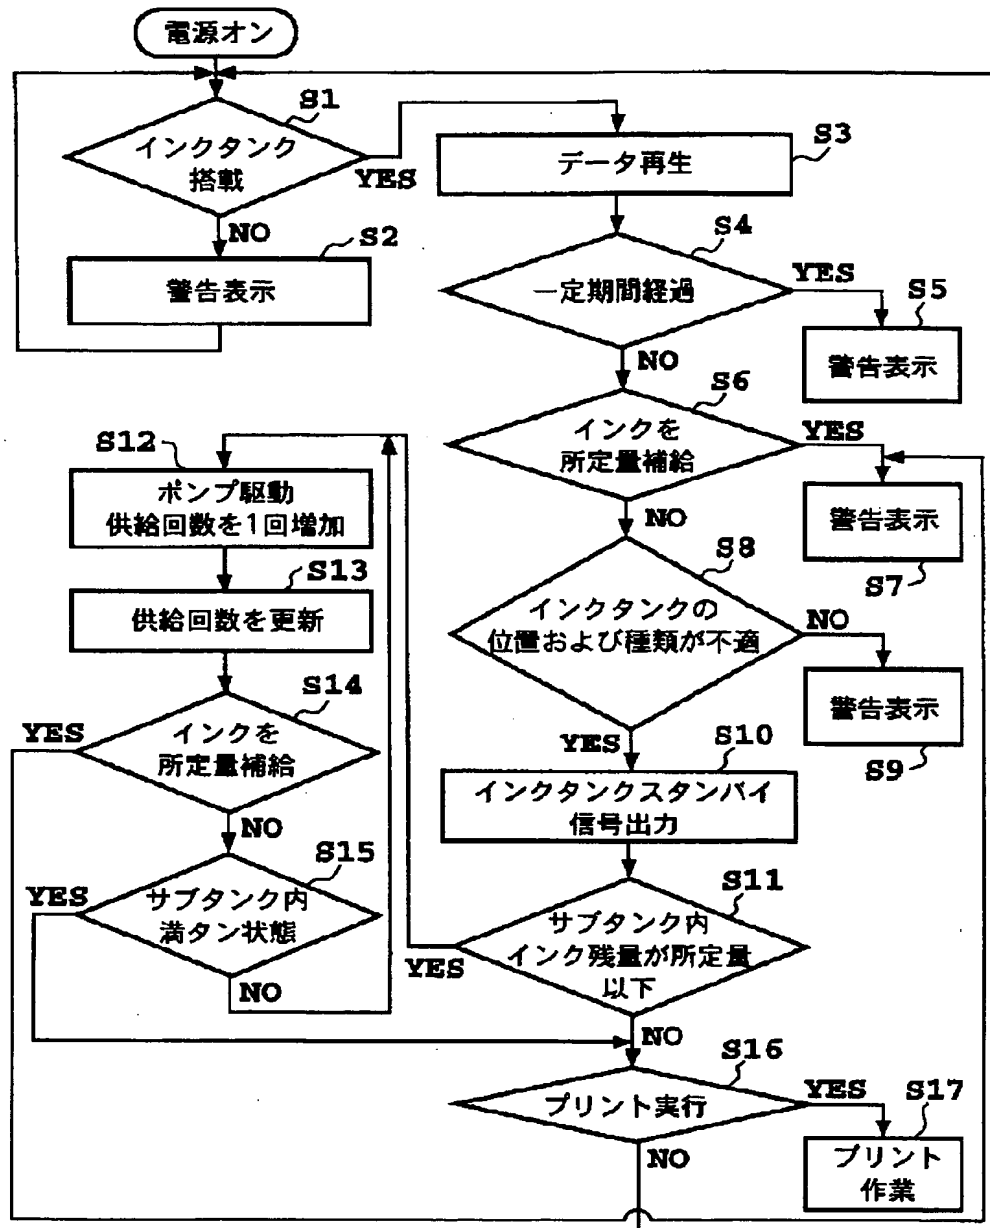 電源オン
S1
インクタンク
搭載
YES
NO
S2
警告表示
S3
データ再生
S4
一定期間経過
YES
NO
S5
警告表示
S6
インクを
所定量補給
YES
NO
警告表示
S7
S8
インクタンクの
位置および種類が不適
NO
YES
警告表示
S9
S10
インクタンクスタンバイ
信号出力
S11
サブタンク内
インク残量が所定量
以下
YES
NO
S12
ポンプ駆動
供給回数を1回増加
S13
供給回数を更新
S14
インクを
所定量補給
YES
NO
S15
サブタンク内
満タン状態
YES
NO
S16
プリント実行
YES
NO
S17
プリント
作業